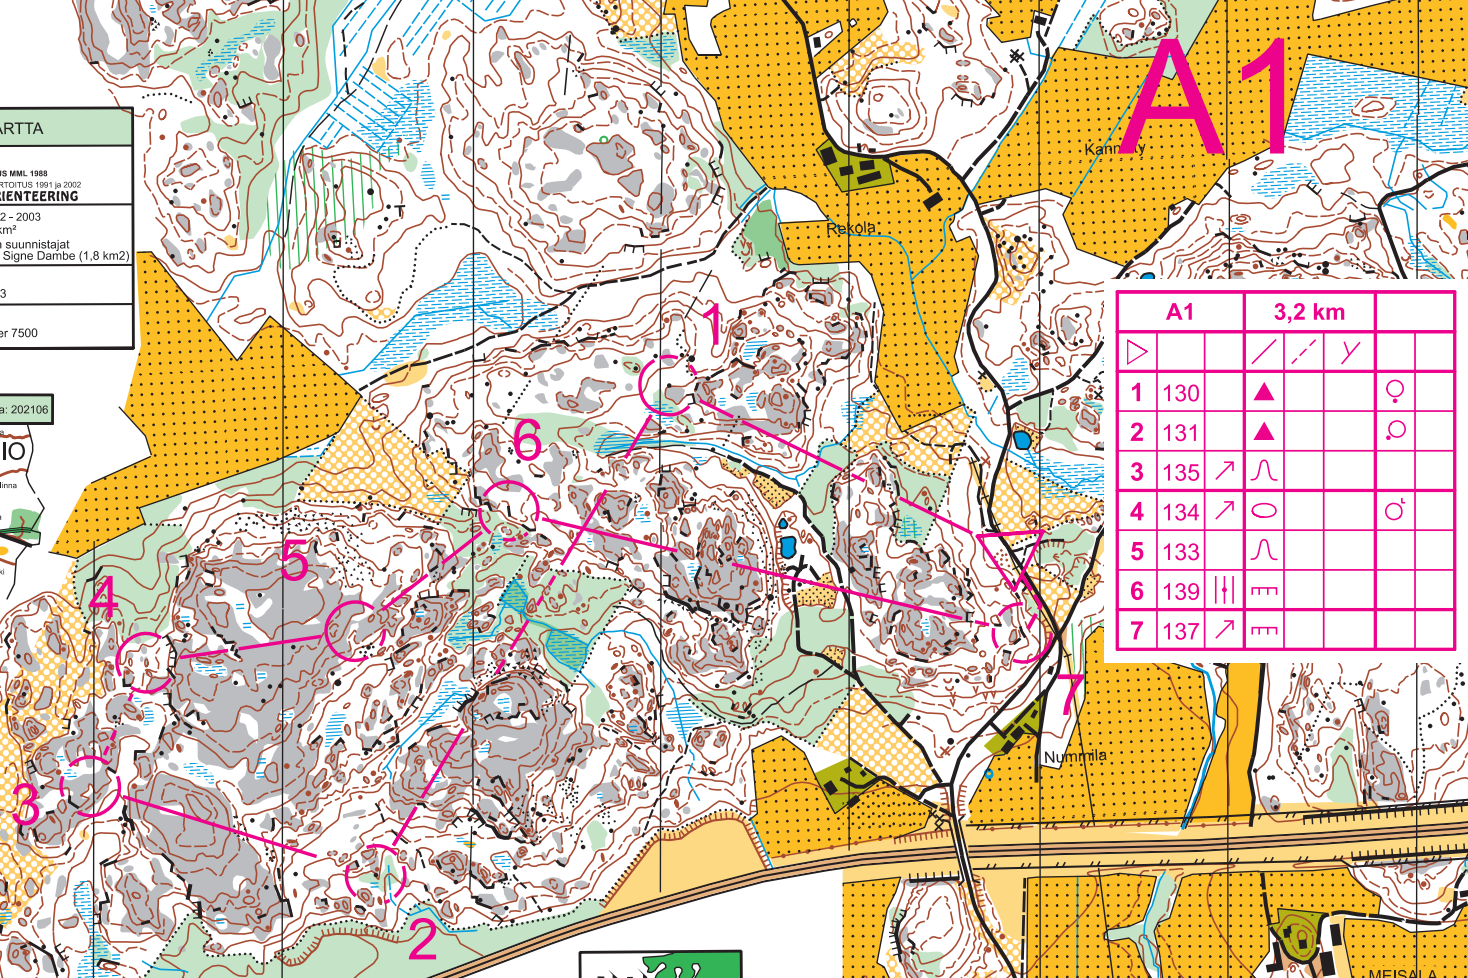 A1
ARTTA
US MML 1988
RTOITUS 1991 ja 2002
RIENTEERING
2 - 2003
km²
n suunnistajat
Signe Dambe (1,8 km2)
3
er 7500
a: 202106
IO
linna
ki
Rekola
Nummila
MEISALA
1
2
3
4
5
6
7
A1 3,2 km
1 130
2 131
3 135
4 134
5 133
6 139
7 137